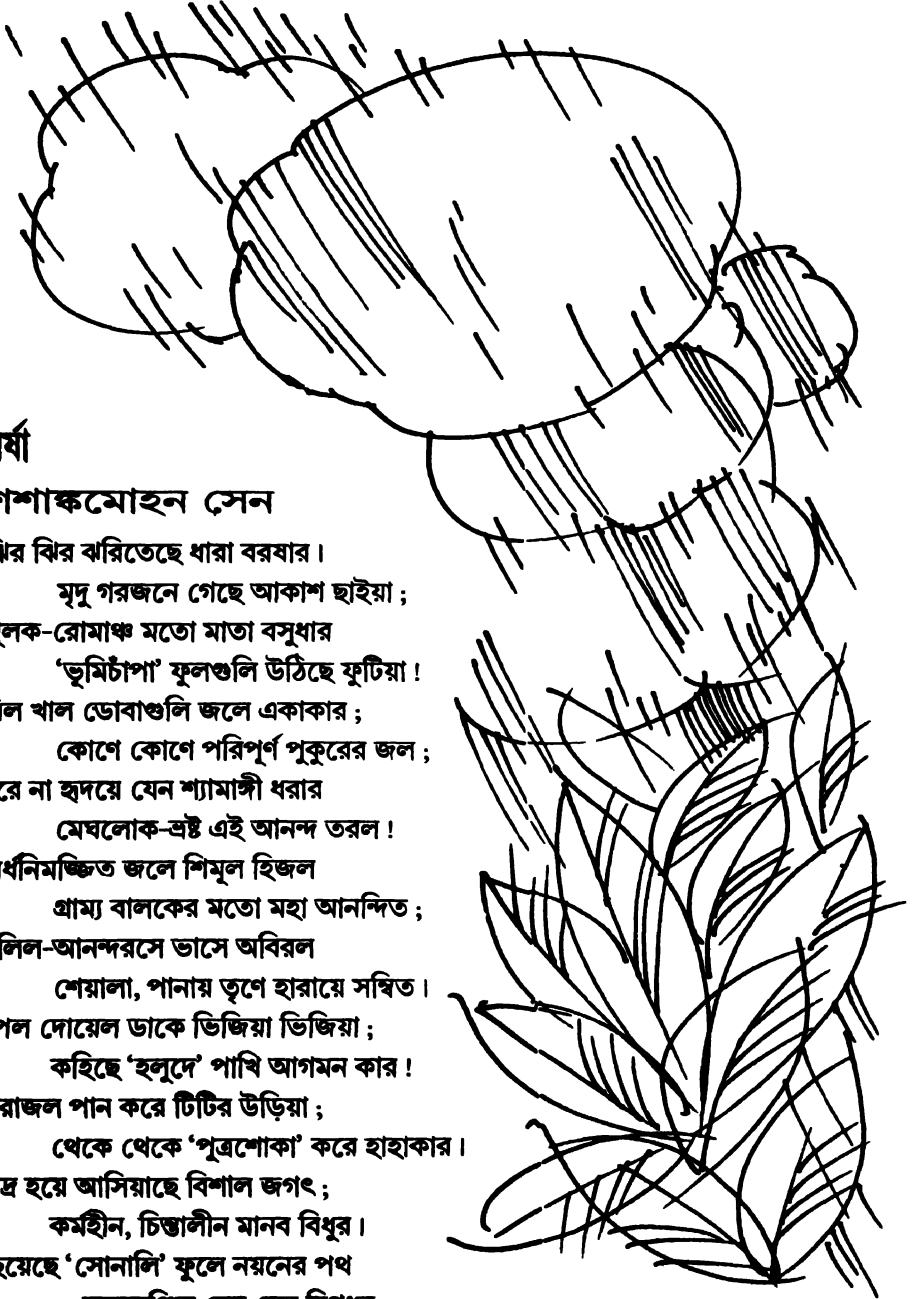 র্ষা
শশাঙ্কমোহন সেন
ঝির ঝির ঝরিতেছে ধারা বরষার।
মৃদু গরজনে গেছে আকাশ ছাইয়া;
পুলক-রোমাঞ্চ মতো মাতা বসুধার
‘ভূমিচাঁপা’ ফুলগুলি উঠিছে ফুটিয়া!
খাল ডোবাগুলি জলে একাকার;
কোণে কোণে পরিপূর্ণ পুকুরের জল;
রে না হৃদয়ে যেন শ্যামাঙ্গী ধরার
মেঘলোক-ভ্রষ্ট এই আনন্দ তরল!
র্ধনিমজ্জিত জলে শিমূল হিজল
গ্রাম্য বালকের মতো মহা আনন্দিত;
লিল-আনন্দরসে ভাসে অবিরল
শেয়ালা, পানায় তৃণে হারায়ে সম্বিত।
দোয়েল ডাকে ভিজিয়া ভিজিয়া;
কহিছে ‘হলুদে’ পাখি আগমন কার!
রাজল পান করে টিটির উড়িয়া;
থেকে থেকে ‘পুত্রশোকা’ করে হাহাকার।
দ্র হয়ে আসিয়াছে বিশাল জগৎ;
কর্মহীন, চিন্তালীন মানব বিধুর।
হয়েছে ‘সোনালি’ ফুলে নয়নের পথ